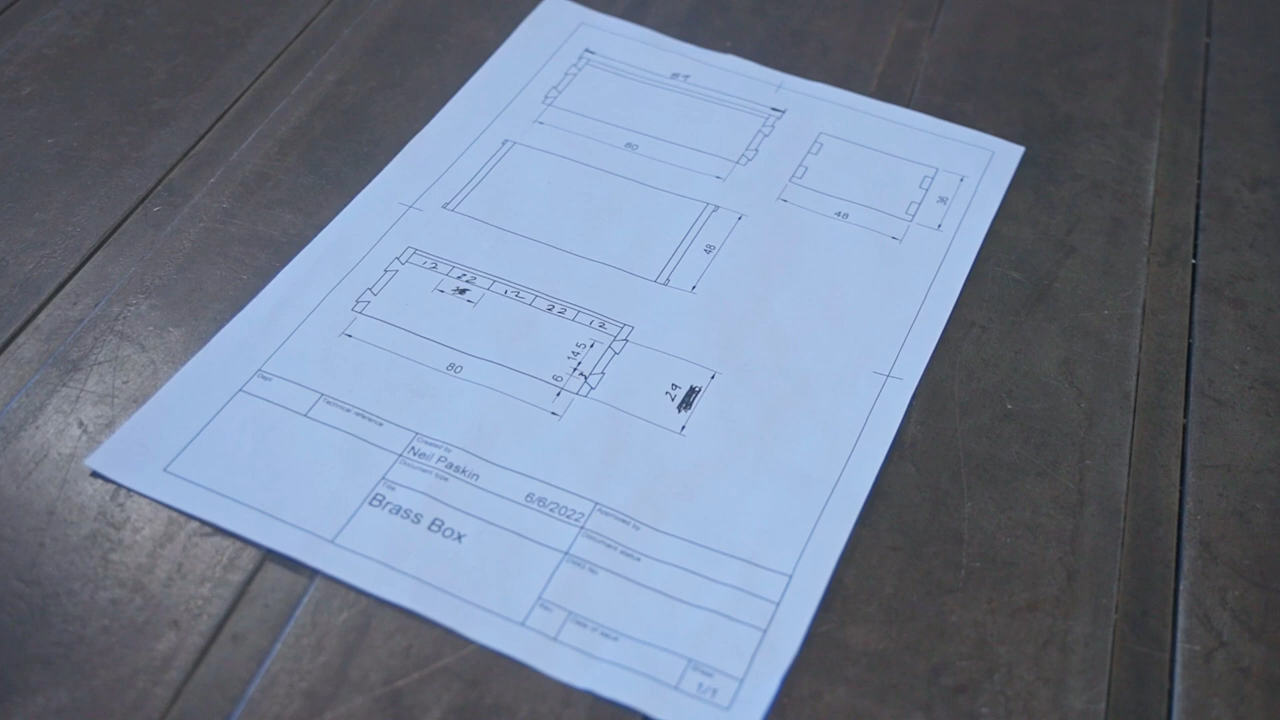 80
48
36
48
12 22 12 22 12
14.5
6
80
29
Dept.
Technical reference
Created by
Neil Paskin
6/6/2022
Approved by
Document type
Document status
Title
Brass Box
DWG No.
Rev.
Date of issue
Sheet
1/1